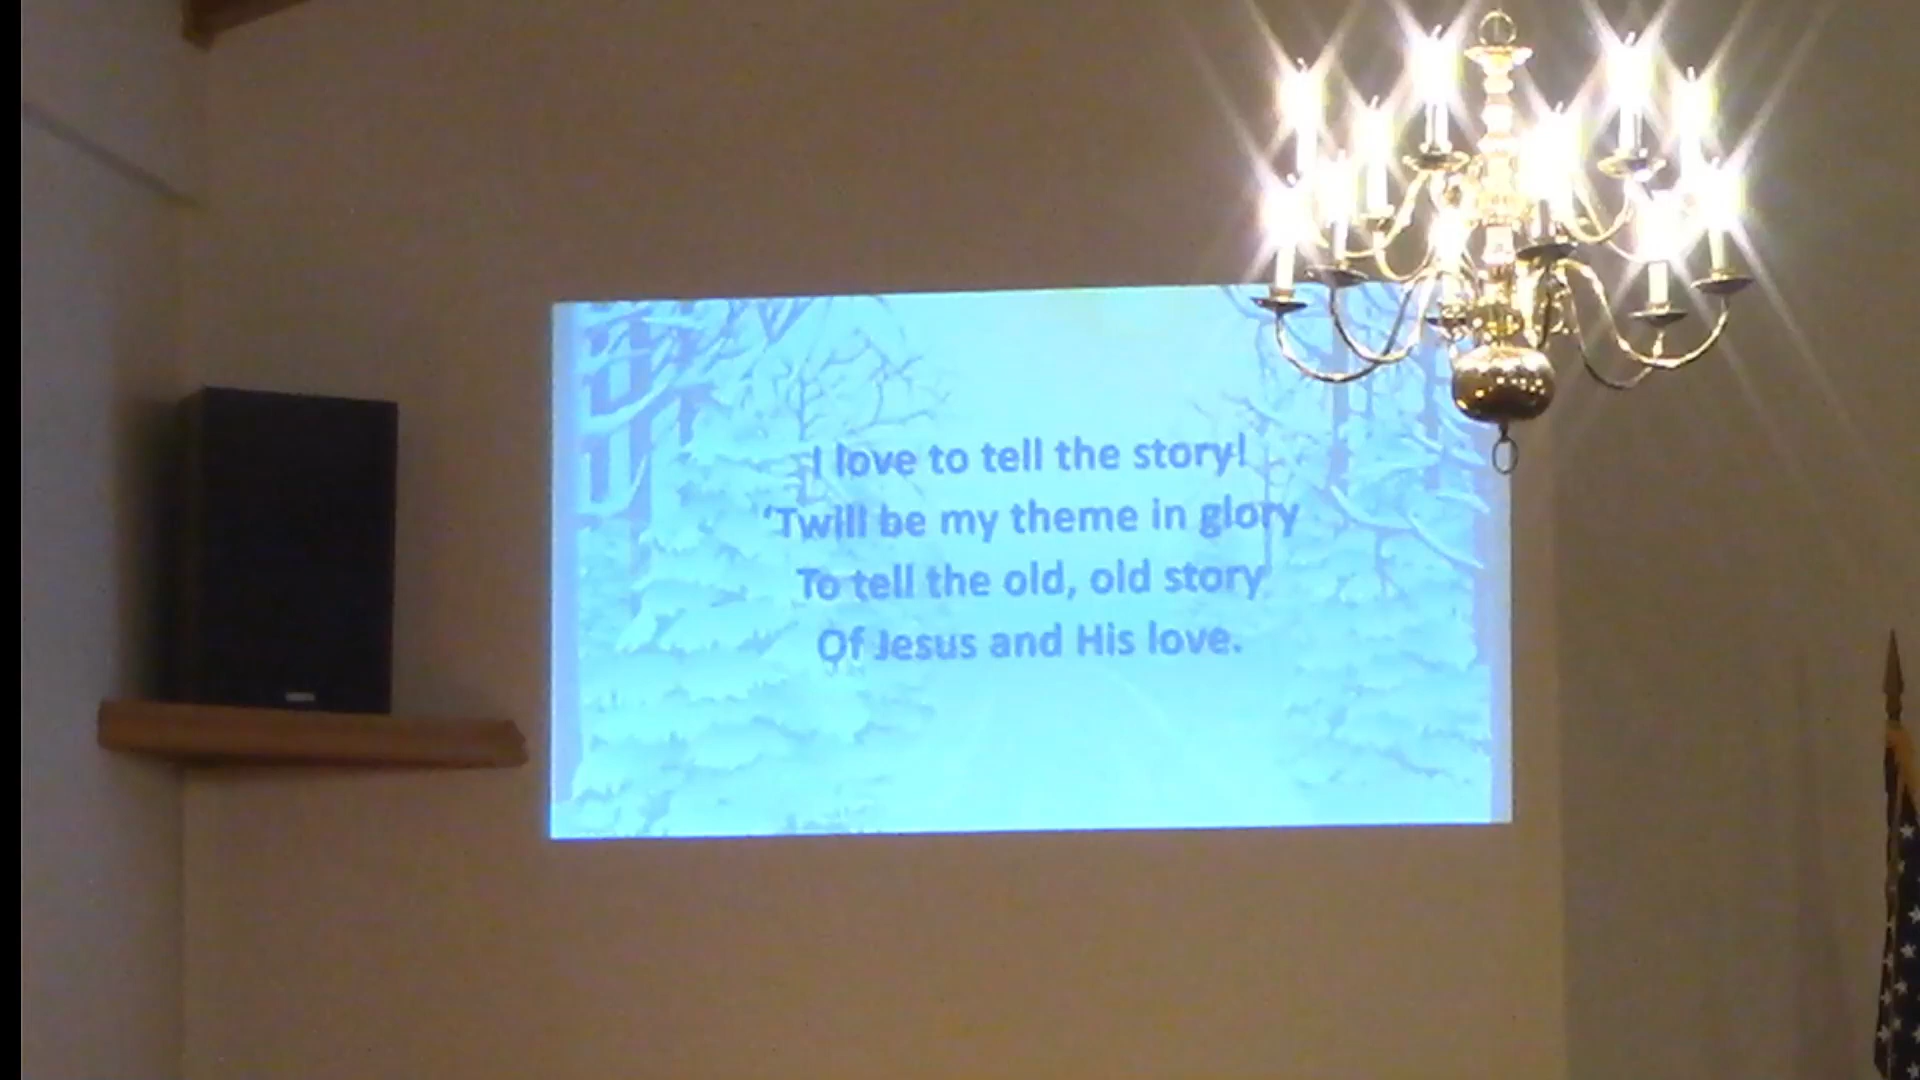 I love to tell the story!
‘Twill be my theme in glory
To tell the old, old story
Of Jesus and His love.